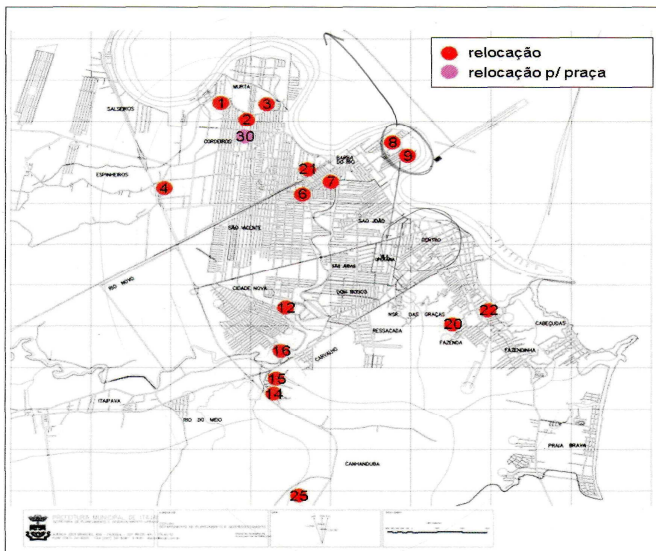 relocação
relocação p/ praça
MURTA
SALSEIROS
1
3
2
CORDEIROS
30
8
9
BARRA DO RIO
ESPINHEIROS
21
7
4
6
SÃO VICENTE
SÃO JOÃO
CENTRO
VILA OPERÁRIA
SÃO JUDAS
RIO NOVO
CIDADE NOVA
DOM BOSCO
12
NSR. DAS GRAÇAS
22
20
RESSACADA
FAZENDA
CABEÇUDAS
16
CARVALHO
FAZENDINHA
15
14
ITAIPAVA
RIO DO MEIO
PRAIA BRAVA
CANHANDUBA
25
PREFEITURA MUNICIPAL DE ITAJAÍ